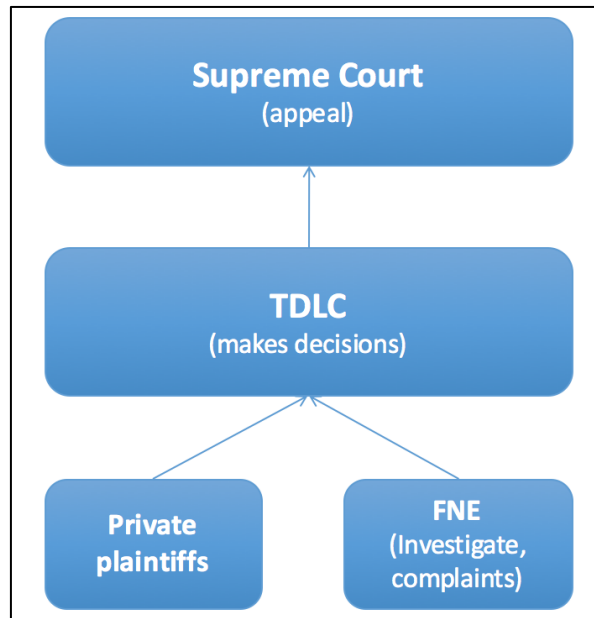 Supreme Court
(appeal)
TDLC
(makes decisions)
Private
plaintiffs
FNE
(Investigate,
complaints)